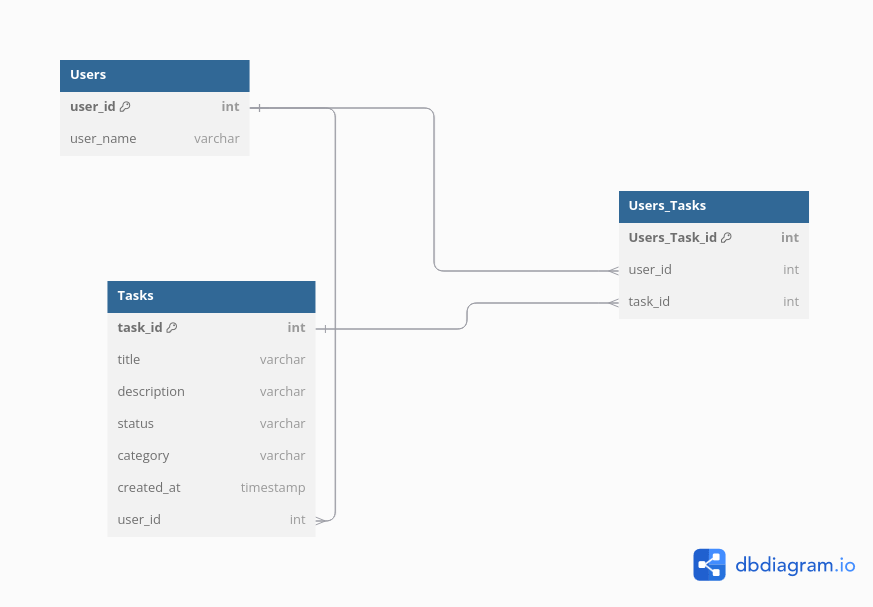 Users
user_id int
user_name varchar
Users_Tasks
Users_Task_id int
user_id int
task_id int
Tasks
task_id int
title varchar
description varchar
status varchar
category varchar
created_at timestamp
user_id int
dbdiagram.io